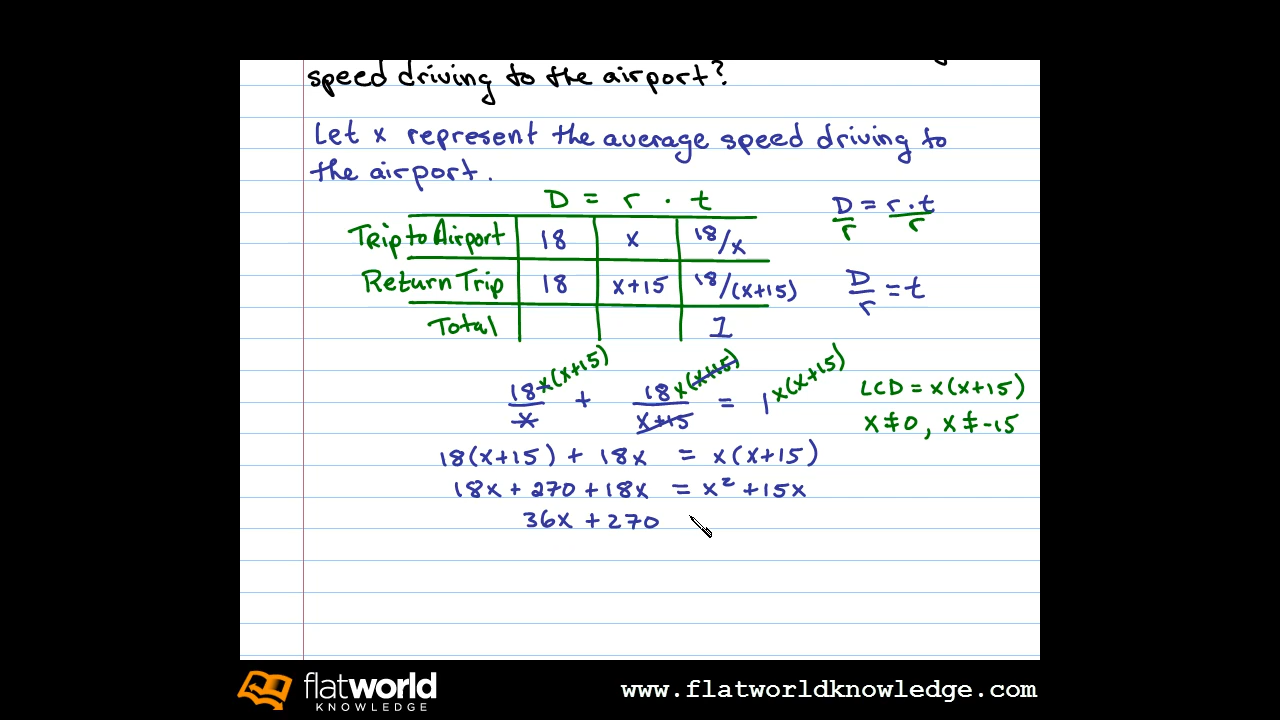 speed driving to the airport?
Let x represent the average speed driving to
the airport.
D = r · t
Trip to Airport 18 x 18/x
Return Trip 18 x+15 18/(x+15)
Total 1
D/r = r·t/r
D/r = t
18x(x+15)/x + 18x(x+15)/x+15 = 1x(x+15)
LCD = x(x+15)
x≠0, x≠-15
18(x+15) + 18x = x(x+15)
18x + 270 + 18x = x² + 15x
36x + 270
flatworld
KNOWLEDGE
www.flatworldknowledge.com